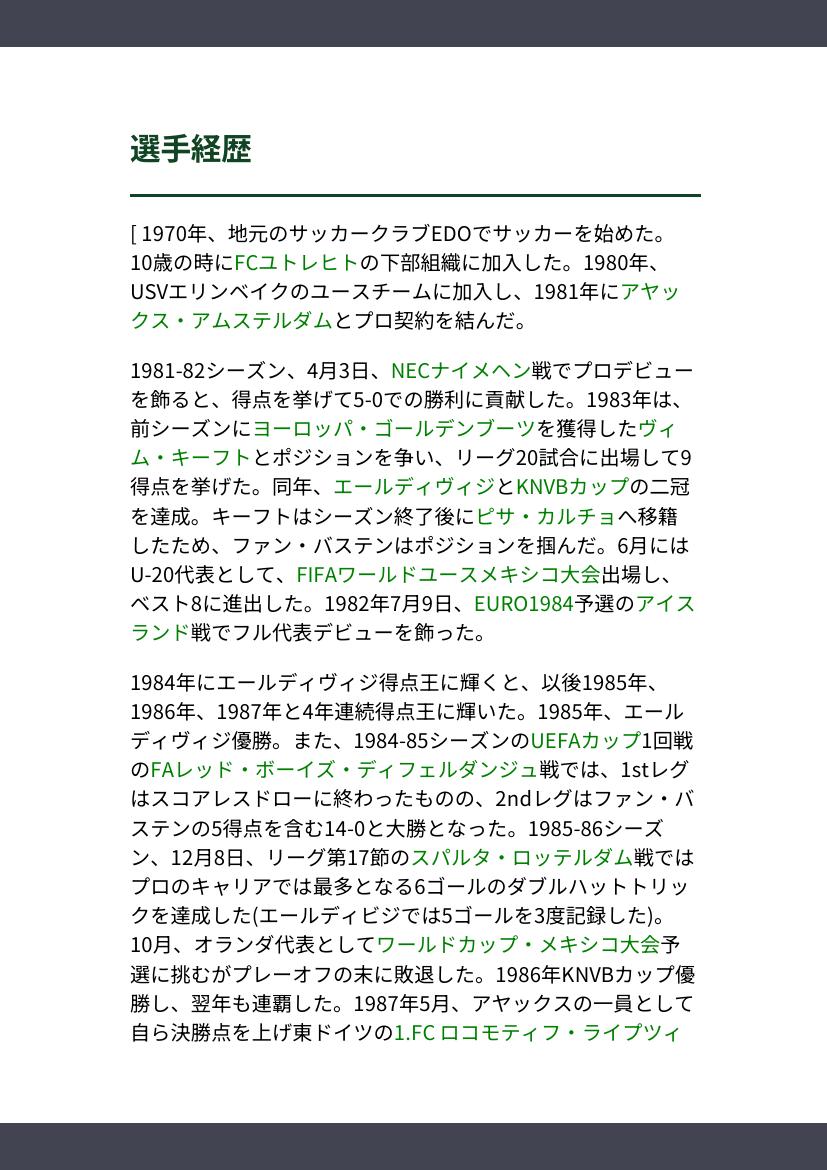 選手経歴
[ 1970年、地元のサッカークラブEDOでサッカーを始めた。
10歳の時にFCユトレヒトの下部組織に加入した。1980年、
USVエリンベイクのユースチームに加入し、1981年にアヤッ
クス・アムステルダムとプロ契約を結んだ。
1981-82シーズン、4月3日、NECナイメヘン戦でプロデビュー
を飾ると、得点を挙げて5-0での勝利に貢献した。1983年は、
前シーズンにヨーロッパ・ゴールデンブーツを獲得したヴィ
ム・キーフトとポジションを争い、リーグ20試合に出場して9
得点を挙げた。同年、エールディヴィジとKNVBカップの二冠
を達成。キーフトはシーズン終了後にピサ・カルチョへ移籍
したため、ファン・バステンはポジションを掴んだ。6月には
U-20代表として、FIFAワールドユースメキシコ大会出場し、
ベスト8に進出した。1982年7月9日、EURO1984予選のアイス
ランド戦でフル代表デビューを飾った。
1984年にエールディヴィジ得点王に輝くと、以後1985年、
1986年、1987年と4年連続得点王に輝いた。1985年、エール
ディヴィジ優勝。また、1984-85シーズンのUEFAカップ1回戦
のFAレッド・ボーイズ・ディフェルダンジュ戦では、1stレグ
はスコアレスドローに終わったものの、2ndレグはファン・バ
ステンの5得点を含む14-0と大勝となった。1985-86シーズ
ン、12月8日、リーグ第17節のスパルタ・ロッテルダム戦では
プロのキャリアでは最多となる6ゴールのダブルハットトリッ
クを達成した(エールディビジでは5ゴールを3度記録した)。
10月、オランダ代表としてワールドカップ・メキシコ大会予
選に挑むがプレーオフの末に敗退した。1986年KNVBカップ優
勝し、翌年も連覇した。1987年5月、アヤックスの一員として
自ら決勝点を上げ東ドイツの1.FC ロコモティフ・ライプツィ